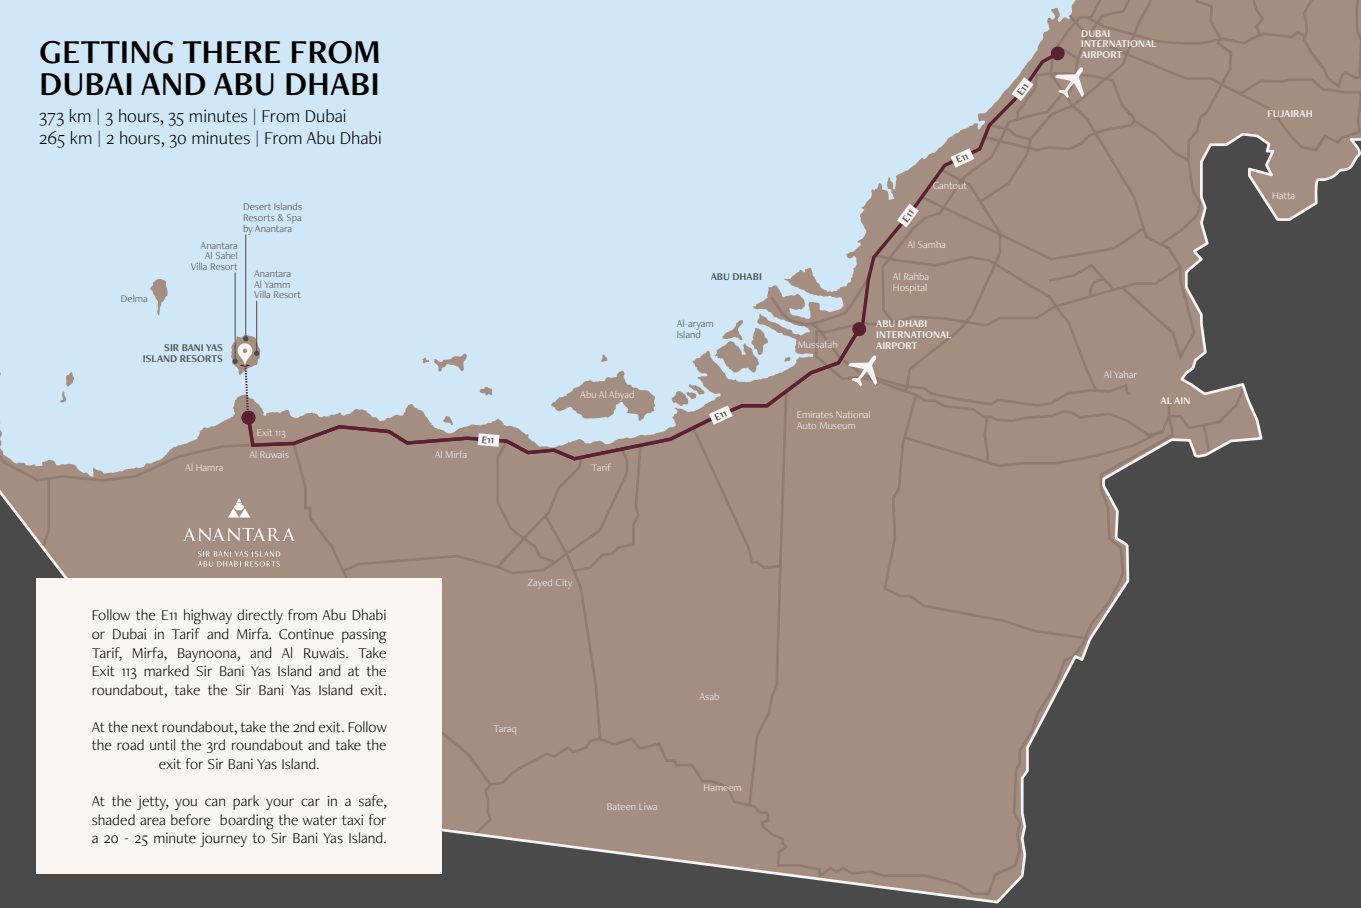 GETTING THERE FROM
DUBAI AND ABU DHABI
373 km | 3 hours, 35 minutes | From Dubai
265 km | 2 hours, 30 minutes | From Abu Dhabi
DUBAI
INTERNATIONAL
AIRPORT
E11
FUJAIRAH
E11
Gantout
Hatta
Desert Islands
Resorts & Spa
by Anantara
E11
Anantara
Al Sahel
Villa Resort
Al Samha
Anantara
Al Yamm
Villa Resort
ABU DHABI
Al Rahba
Hospital
Delma
Al-aryam
Island
ABU DHABI
INTERNATIONAL
AIRPORT
Mussafah
SIR BANI YAS
ISLAND RESORTS
Al Yahar
Abu Al Abyad
AL AIN
E11
Emirates National
Auto Museum
Exit 113
E11
Al Ruwais
Al Mirfa
Al Hamra
Tarif
ANANTARA
SIR BANI YAS ISLAND
ABU DHABI RESORTS
Zayed City
Asab
Taraq
Hameem
Bateen Liwa
Follow the E11 highway directly from Abu Dhabi
or Dubai in Tarif and Mirfa. Continue passing
Tarif, Mirfa, Baynoona, and Al Ruwais. Take
Exit 113 marked Sir Bani Yas Island and at the
roundabout, take the Sir Bani Yas Island exit.
At the next roundabout, take the 2nd exit. Follow
the road until the 3rd roundabout and take the
exit for Sir Bani Yas Island.
At the jetty, you can park your car in a safe,
shaded area before boarding the water taxi for
a 20 - 25 minute journey to Sir Bani Yas Island.